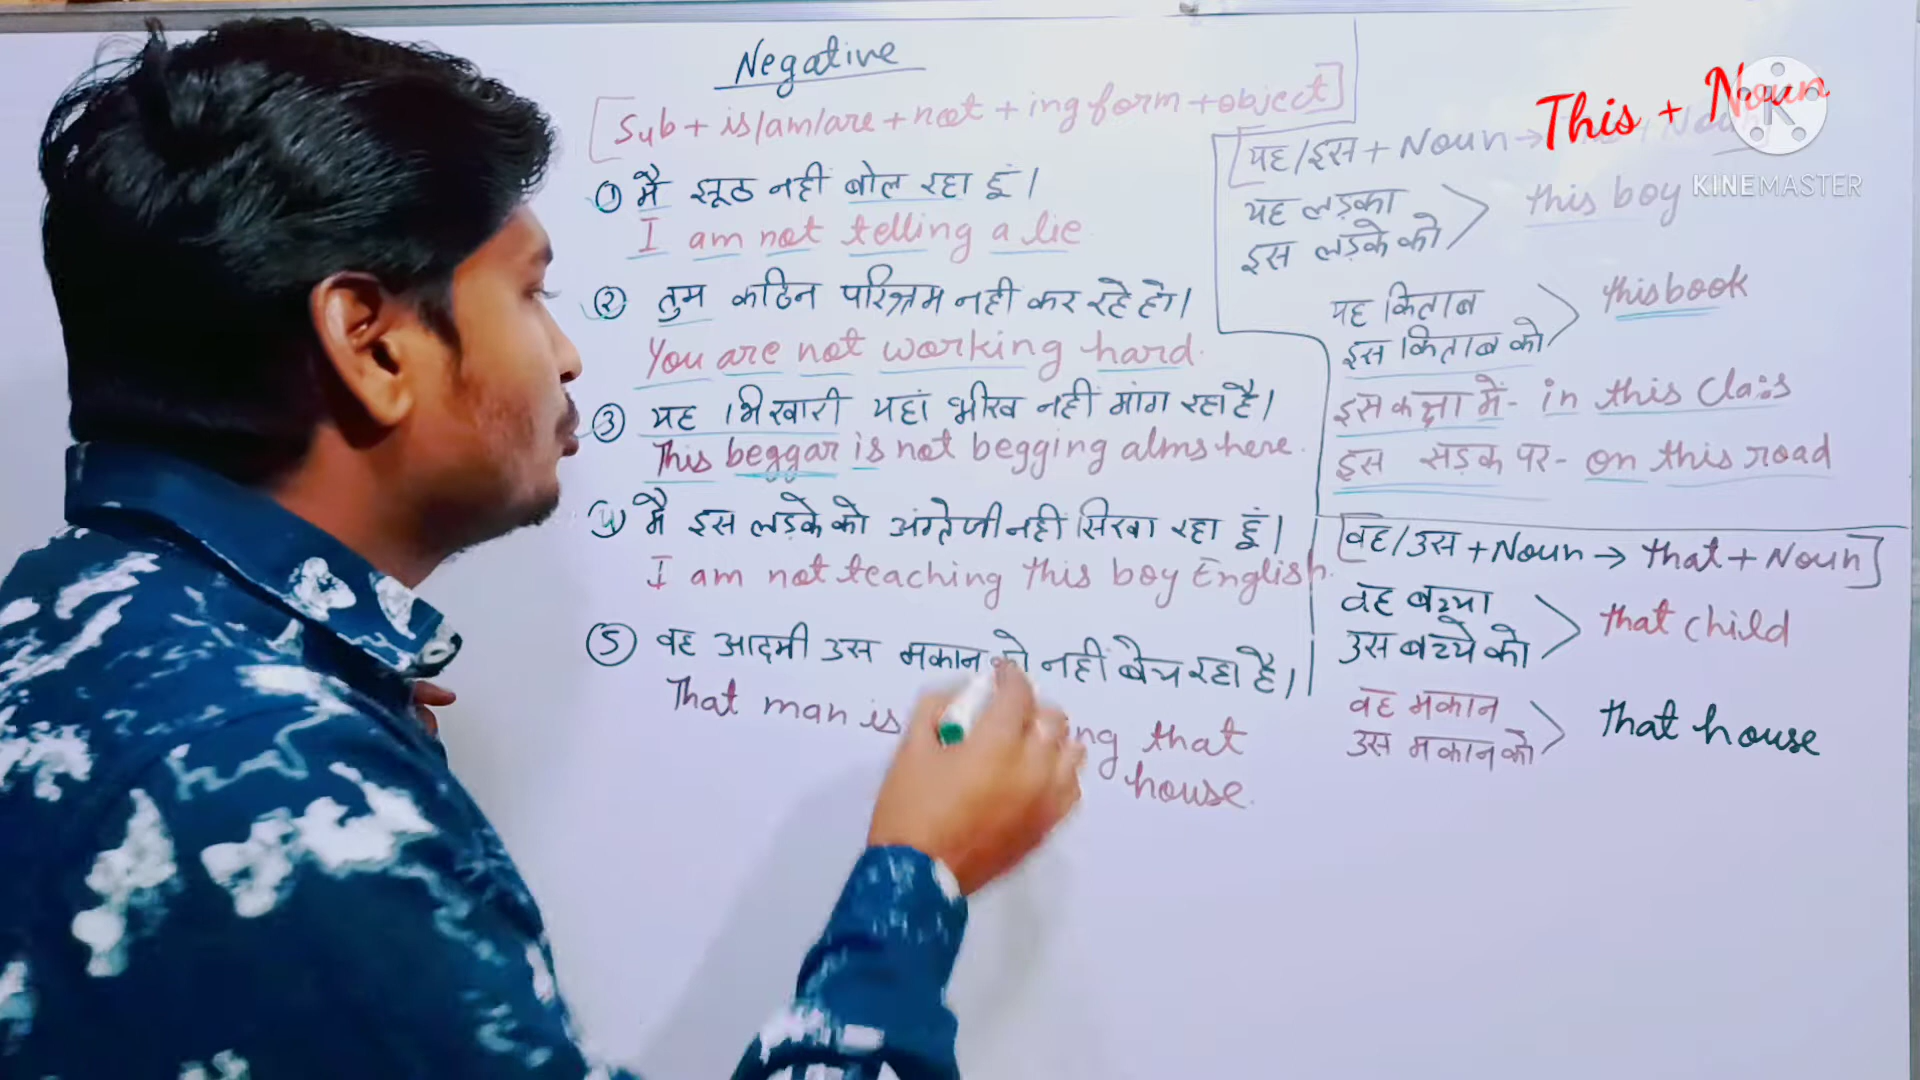 Negative
[Sub + is/am/are + not + ing form + object]
① मै झूठ नही बोल रहा हूं।
I am not telling a lie
② तुम कठिन परिश्रम नही कर रहे हो।
You are not working hard.
③ यह भिखारी यहां भीख नही मांग रहा है।
This beggar is not begging alms here.
④ मै इस लड़के को अंग्रेजी नही सिखा रहा हूं।
I am not teaching this boy English.
⑤ वह आदमी उस मकान को नही बेच रहा है।
That man is ing that
house.
This + Noun
KINEMASTER
[यह/इस + Noun →
यह लड़का
इस लड़के को
this boy
यह किताब
इस किताब को
this book
इस कक्षा में - in this class
इस सड़क पर - on this road
[वह/उस + Noun → that + Noun]
वह बच्चा
उस बच्चे को
that child
वह मकान
उस मकान को
that house